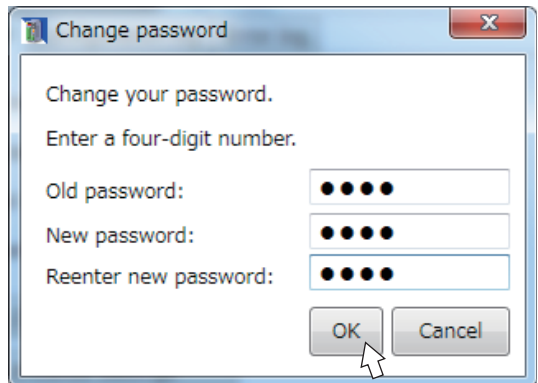 Change password
Change your password.
Enter a four-digit number.
Old password: ●●●●
New password: ●●●●
Reenter new password: ●●●●
OK Cancel